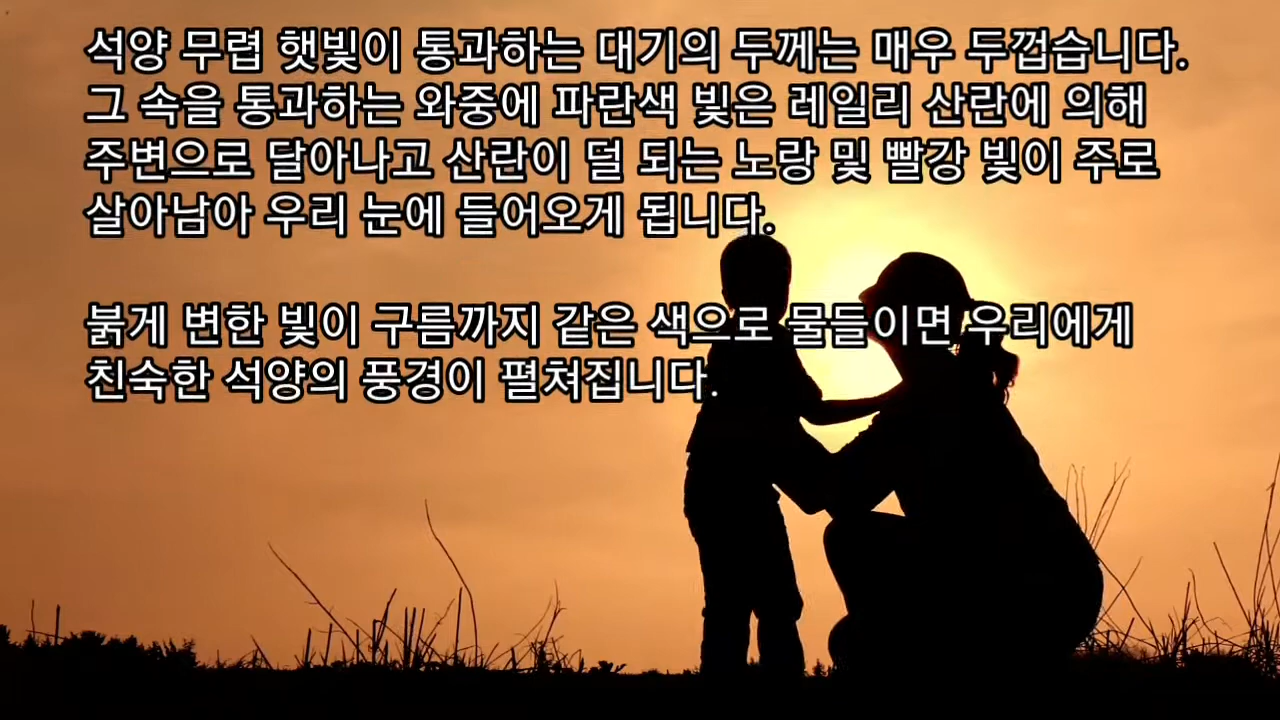 석양 무렵 햇빛이 통과하는 대기의 두께는 매우 두껍습니다.
그 속을 통과하는 와중에 파란색 빛은 레일리 산란에 의해
주변으로 달아나고 산란이 덜 되는 노랑 및 빨강 빛이 주로
살아남아 우리 눈에 들어오게 됩니다.
붉게 변한 빛이 구름까지 같은 색으로 물들이면 우리에게
친숙한 석양의 풍경이 펼쳐집니다.